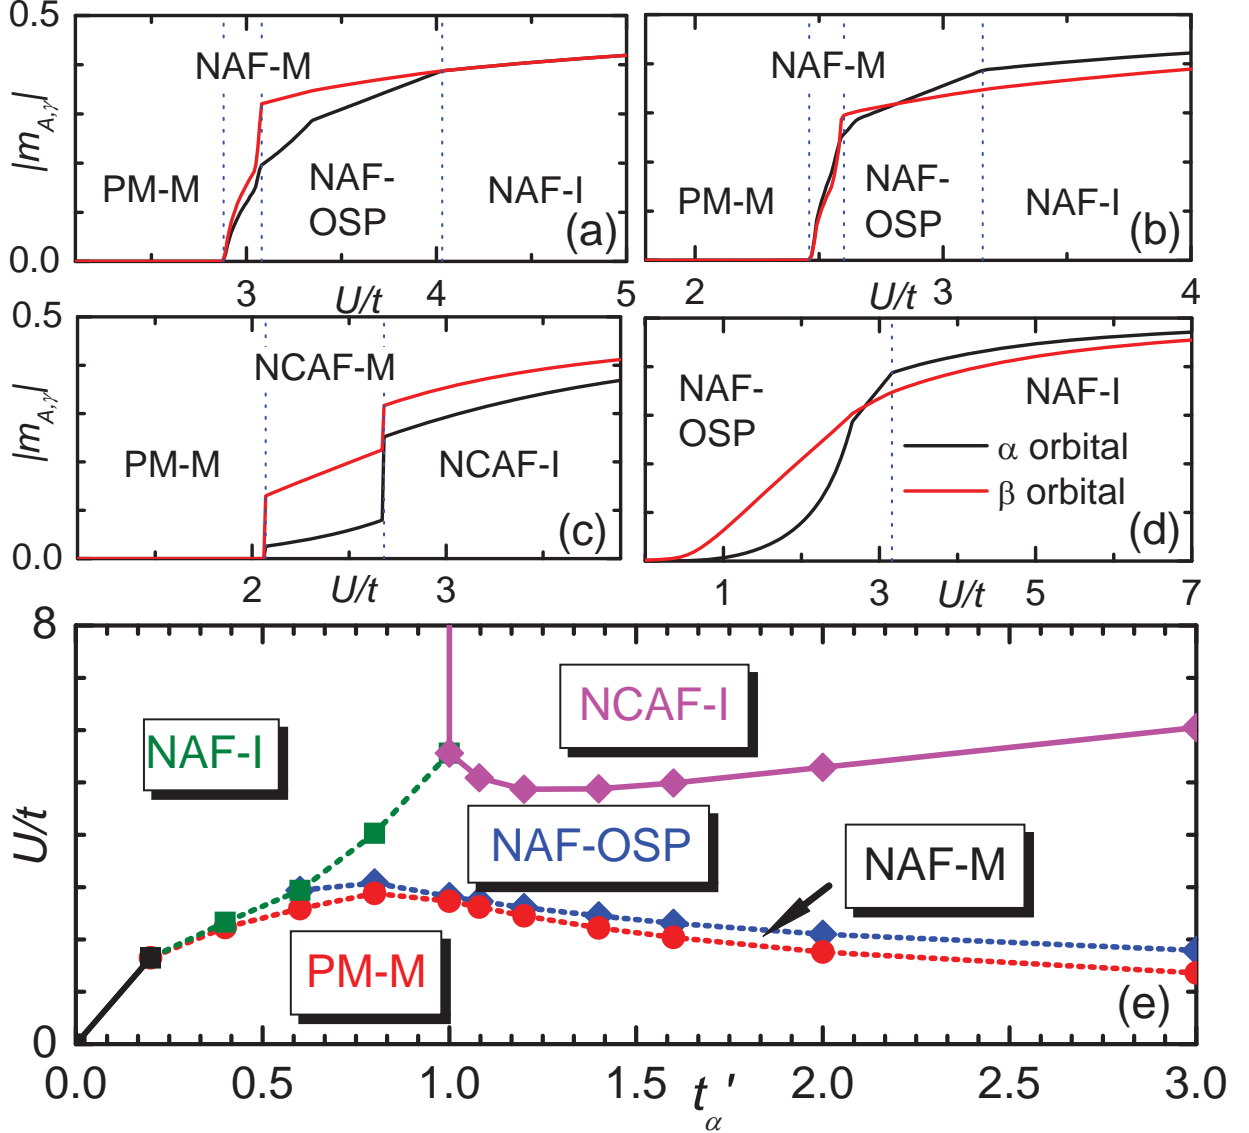 0.5
|m_{A,γ}|
0.0
NAF-M
PM-M
NAF-
OSP
NAF-I
(a)
3
U/t
4
5
NAF-M
PM-M
NAF-
OSP
NAF-I
(b)
2
U/t
3
4
0.5
|m_{A,γ}|
0.0
NCAF-M
PM-M
NCAF-I
(c)
2
U/t
3
NAF-
OSP
NAF-I
α orbital
β orbital
(d)
1
3
U/t
5
7
8
U/t
0
NCAF-I
NAF-I
NAF-OSP
NAF-M
PM-M
(e)
0.0
0.5
1.0
1.5
2.0
2.5
3.0
t_α'